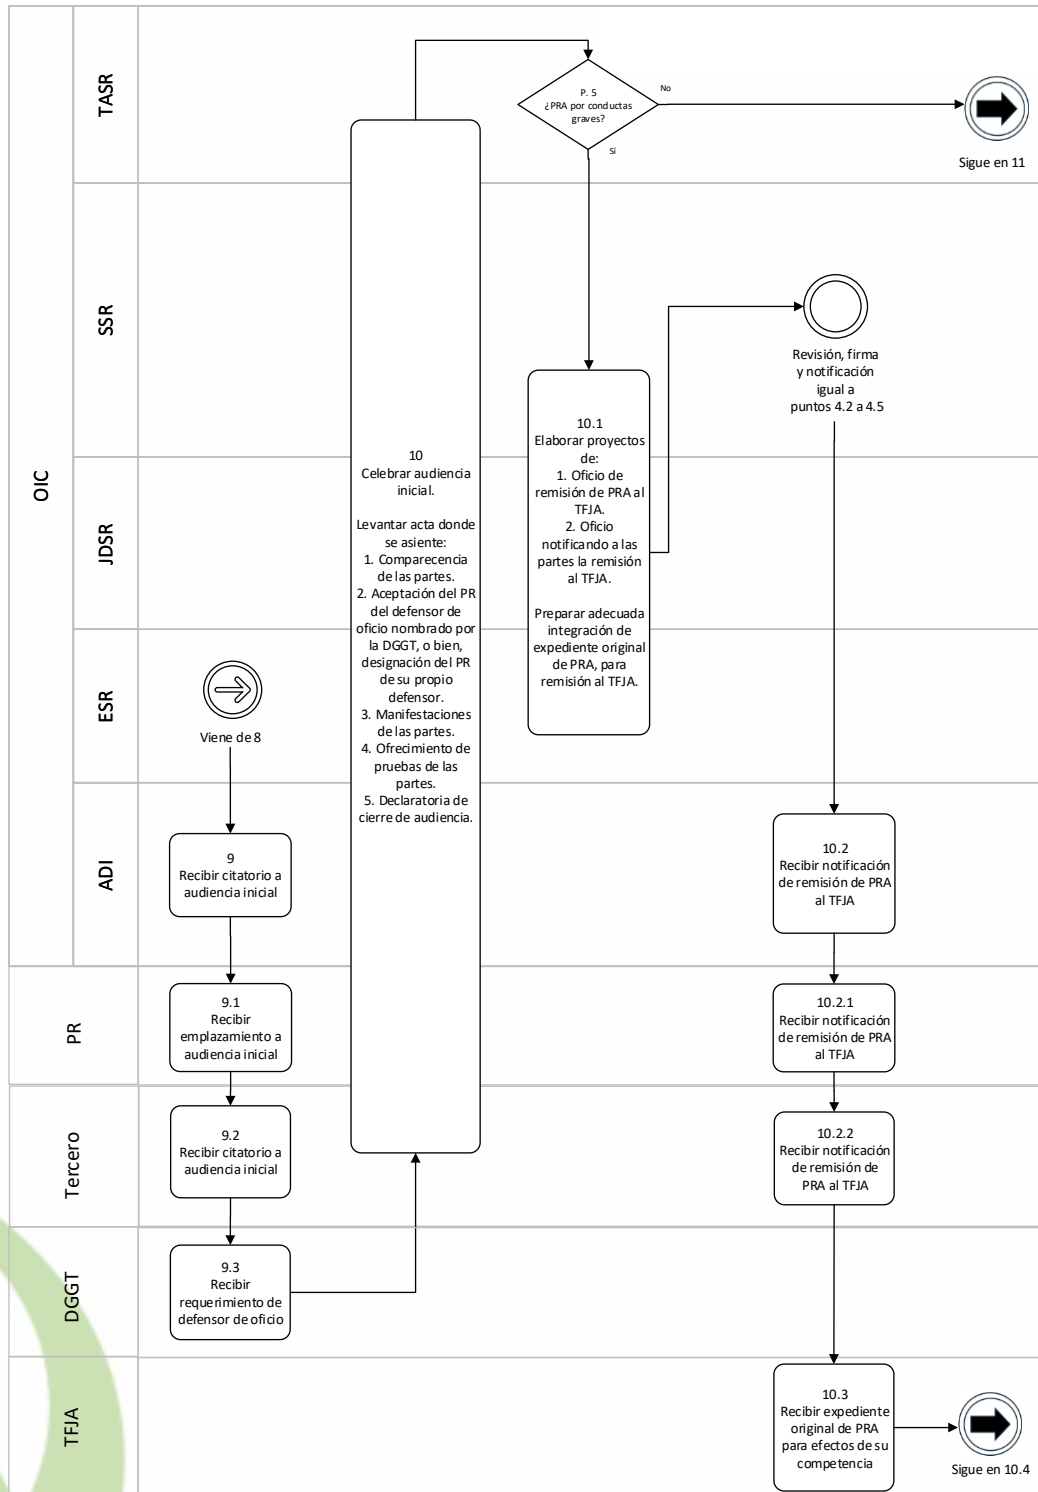 OIC
TASR
SSR
JDSR
ESR
ADI
PR
Tercero
DGGT
TFJA
Viene de 8
9
Recibir citatorio a
audiencia inicial
9.1
Recibir
emplazamiento a
audiencia inicial
9.2
Recibir citatorio a
audiencia inicial
9.3
Recibir
requerimiento de
defensor de oficio
10
Celebrar audiencia
inicial.
Levantar acta donde
se asiente:
1. Comparecencia
de las partes.
2. Aceptación del PR
del defensor de
oficio nombrado por
la DGGT, o bien,
designación del PR
de su propio
defensor.
3. Manifestaciones
de las partes.
4. Ofrecimiento de
pruebas de las
partes.
5. Declaratoria de
cierre de audiencia.
P. 5
¿PRA por conductas
graves?
No
Sí
Sigue en 11
10.1
Elaborar proyectos
de:
1. Oficio de
remisión de PRA al
TFJA.
2. Oficio
notificando a las
partes la remisión
al TFJA.
Preparar adecuada
integración de
expediente original
de PRA, para
remisión al TFJA.
Revisión, firma
y notificación
igual a
puntos 4.2 a 4.5
10.2
Recibir notificación
de remisión de PRA
al TFJA
10.2.1
Recibir notificación
de remisión de PRA
al TFJA
10.2.2
Recibir notificación
de remisión de
PRA al TFJA
10.3
Recibir expediente
original de PRA
para efectos de su
competencia
Sigue en 10.4